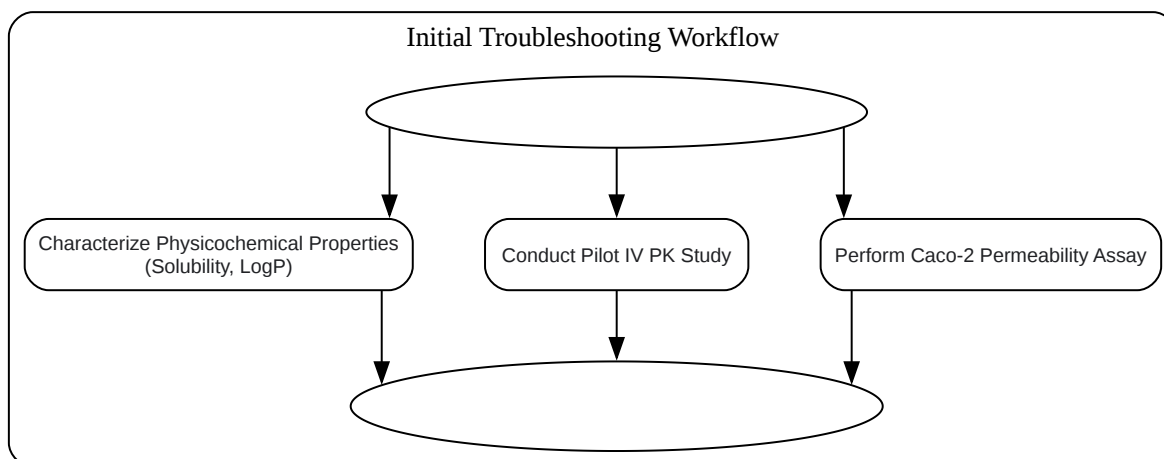 Initial Troubleshooting Workflow
Characterize Physicochemical Properties
(Solubility, LogP)
Conduct Pilot IV PK Study
Perform Caco-2 Permeability Assay